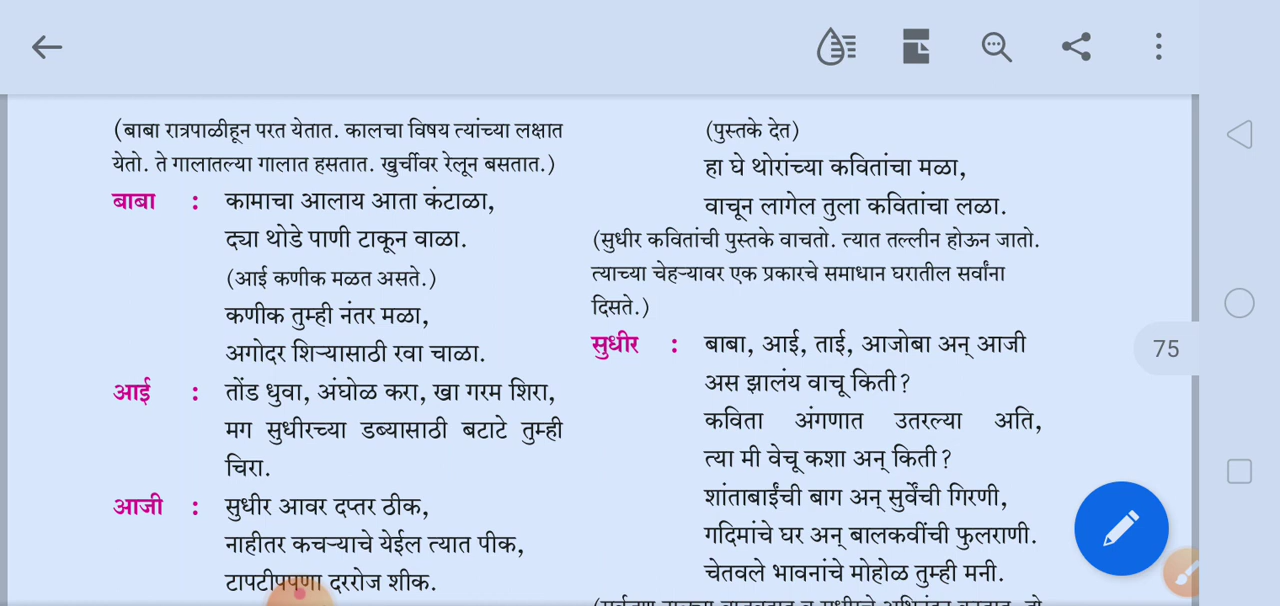 (बाबा रात्रपाळीहून परत येतात. कालचा विषय त्यांच्या लक्षात
येतो. ते गालातल्या गालात हसतात. खुर्चीवर रेलून बसतात.)
बाबा : कामाचा आलाय आता कंटाळा,
द्या थोडे पाणी टाकून वाळा.
(आई कणीक मळत असते.)
कणीक तुम्ही नंतर मळा,
अगोदर शिऱ्यासाठी रवा चाळा.
आई : तोंड धुवा, अंघोळ करा, खा गरम शिरा,
मग सुधीरच्या डब्यासाठी बटाटे तुम्ही
चिरा.
आजी : सुधीर आवर दप्तर ठीक,
नाहीतर कचऱ्याचे येईल त्यात पीक,
टापटीपपणा दररोज शीक.
(पुस्तके देत)
हा घे थोरांच्या कवितांचा मळा,
वाचून लागेल तुला कवितांचा लळा.
(सुधीर कवितांची पुस्तके वाचतो. त्यात तल्लीन होऊन जातो.
त्याच्या चेहऱ्यावर एक प्रकारचे समाधान घरातील सर्वांना
दिसते.)
सुधीर : बाबा, आई, ताई, आजोबा अन् आजी
अस झालंय वाचू किती?
कविता अंगणात उतरल्या अति,
त्या मी वेचू कशा अन् किती?
शांताबाईंची बाग अन् सुर्वेंची गिरणी,
गदिमांचे घर अन् बालकवींची फुलराणी.
चेतवले भावनांचे मोहोळ तुम्ही मनी.
75